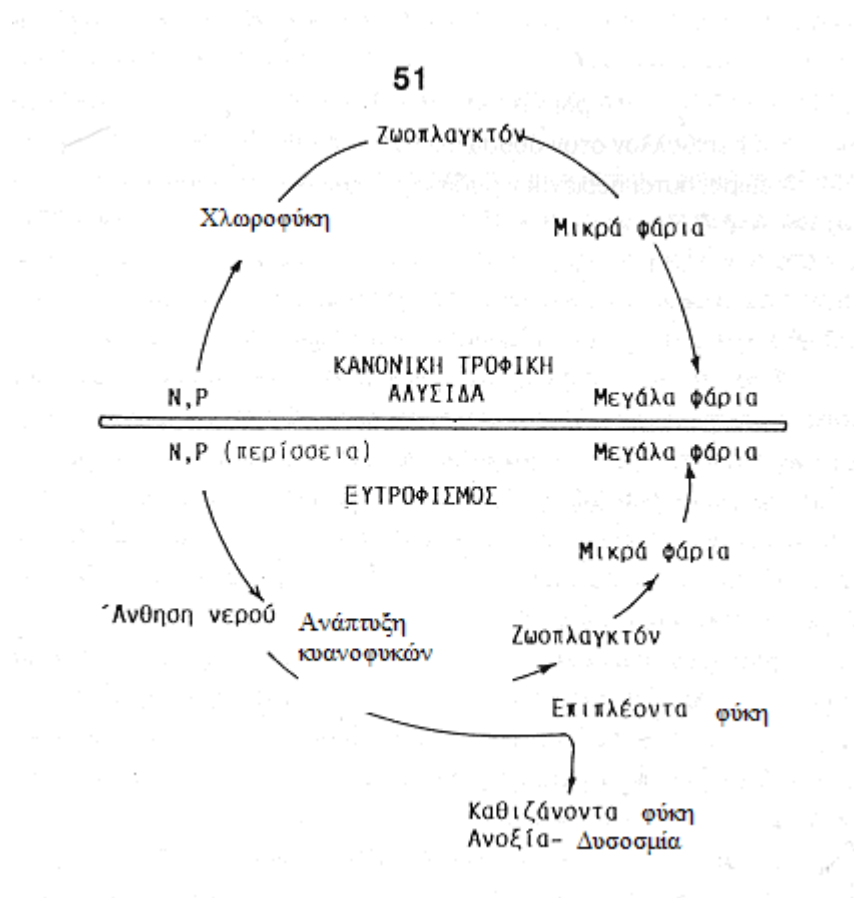 51
Ζωοπλαγκτόν
Χλωροφύκη
Μικρά φάρια
ΚΑΝΟΝΙΚΗ ΤΡΟΦΙΚΗ
ΑΛΥΣΙΔΑ
N,P
Μεγάλα φάρια
N,P (περίσσεια)
Μεγάλα φάρια
ΕΥΤΡΟΦΙΣΜΟΣ
Μικρά φάρια
Άνθηση νερού
Ανάπτυξη
κυανοφυκών
Ζωοπλαγκτόν
Επιπλέοντα φύκη
Καθιζάνοντα φύκη
Ανοξία- Δυσοσμία